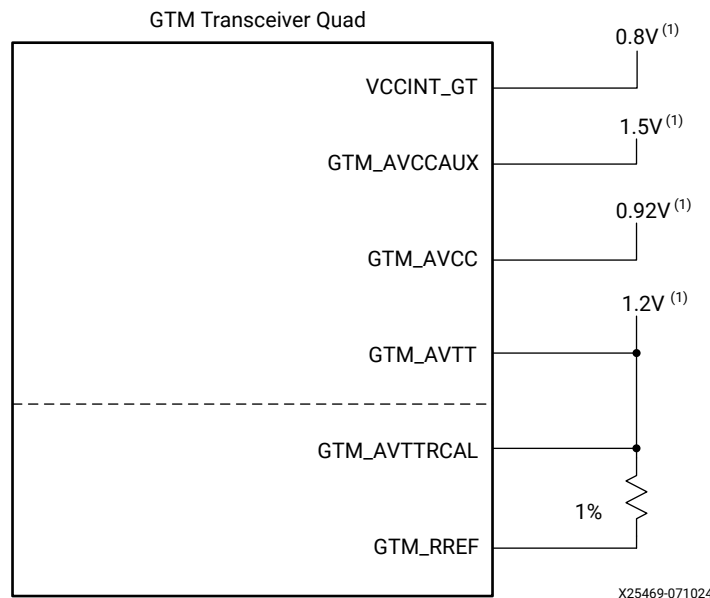 GTM Transceiver Quad
0.8V (1)
VCCINT_GT
1.5V (1)
GTM_AVCCAUX
0.92V (1)
GTM_AVCC
1.2V (1)
GTM_AVTT
GTM_AVTTRCAL
1%
GTM_RREF
X25469-071024